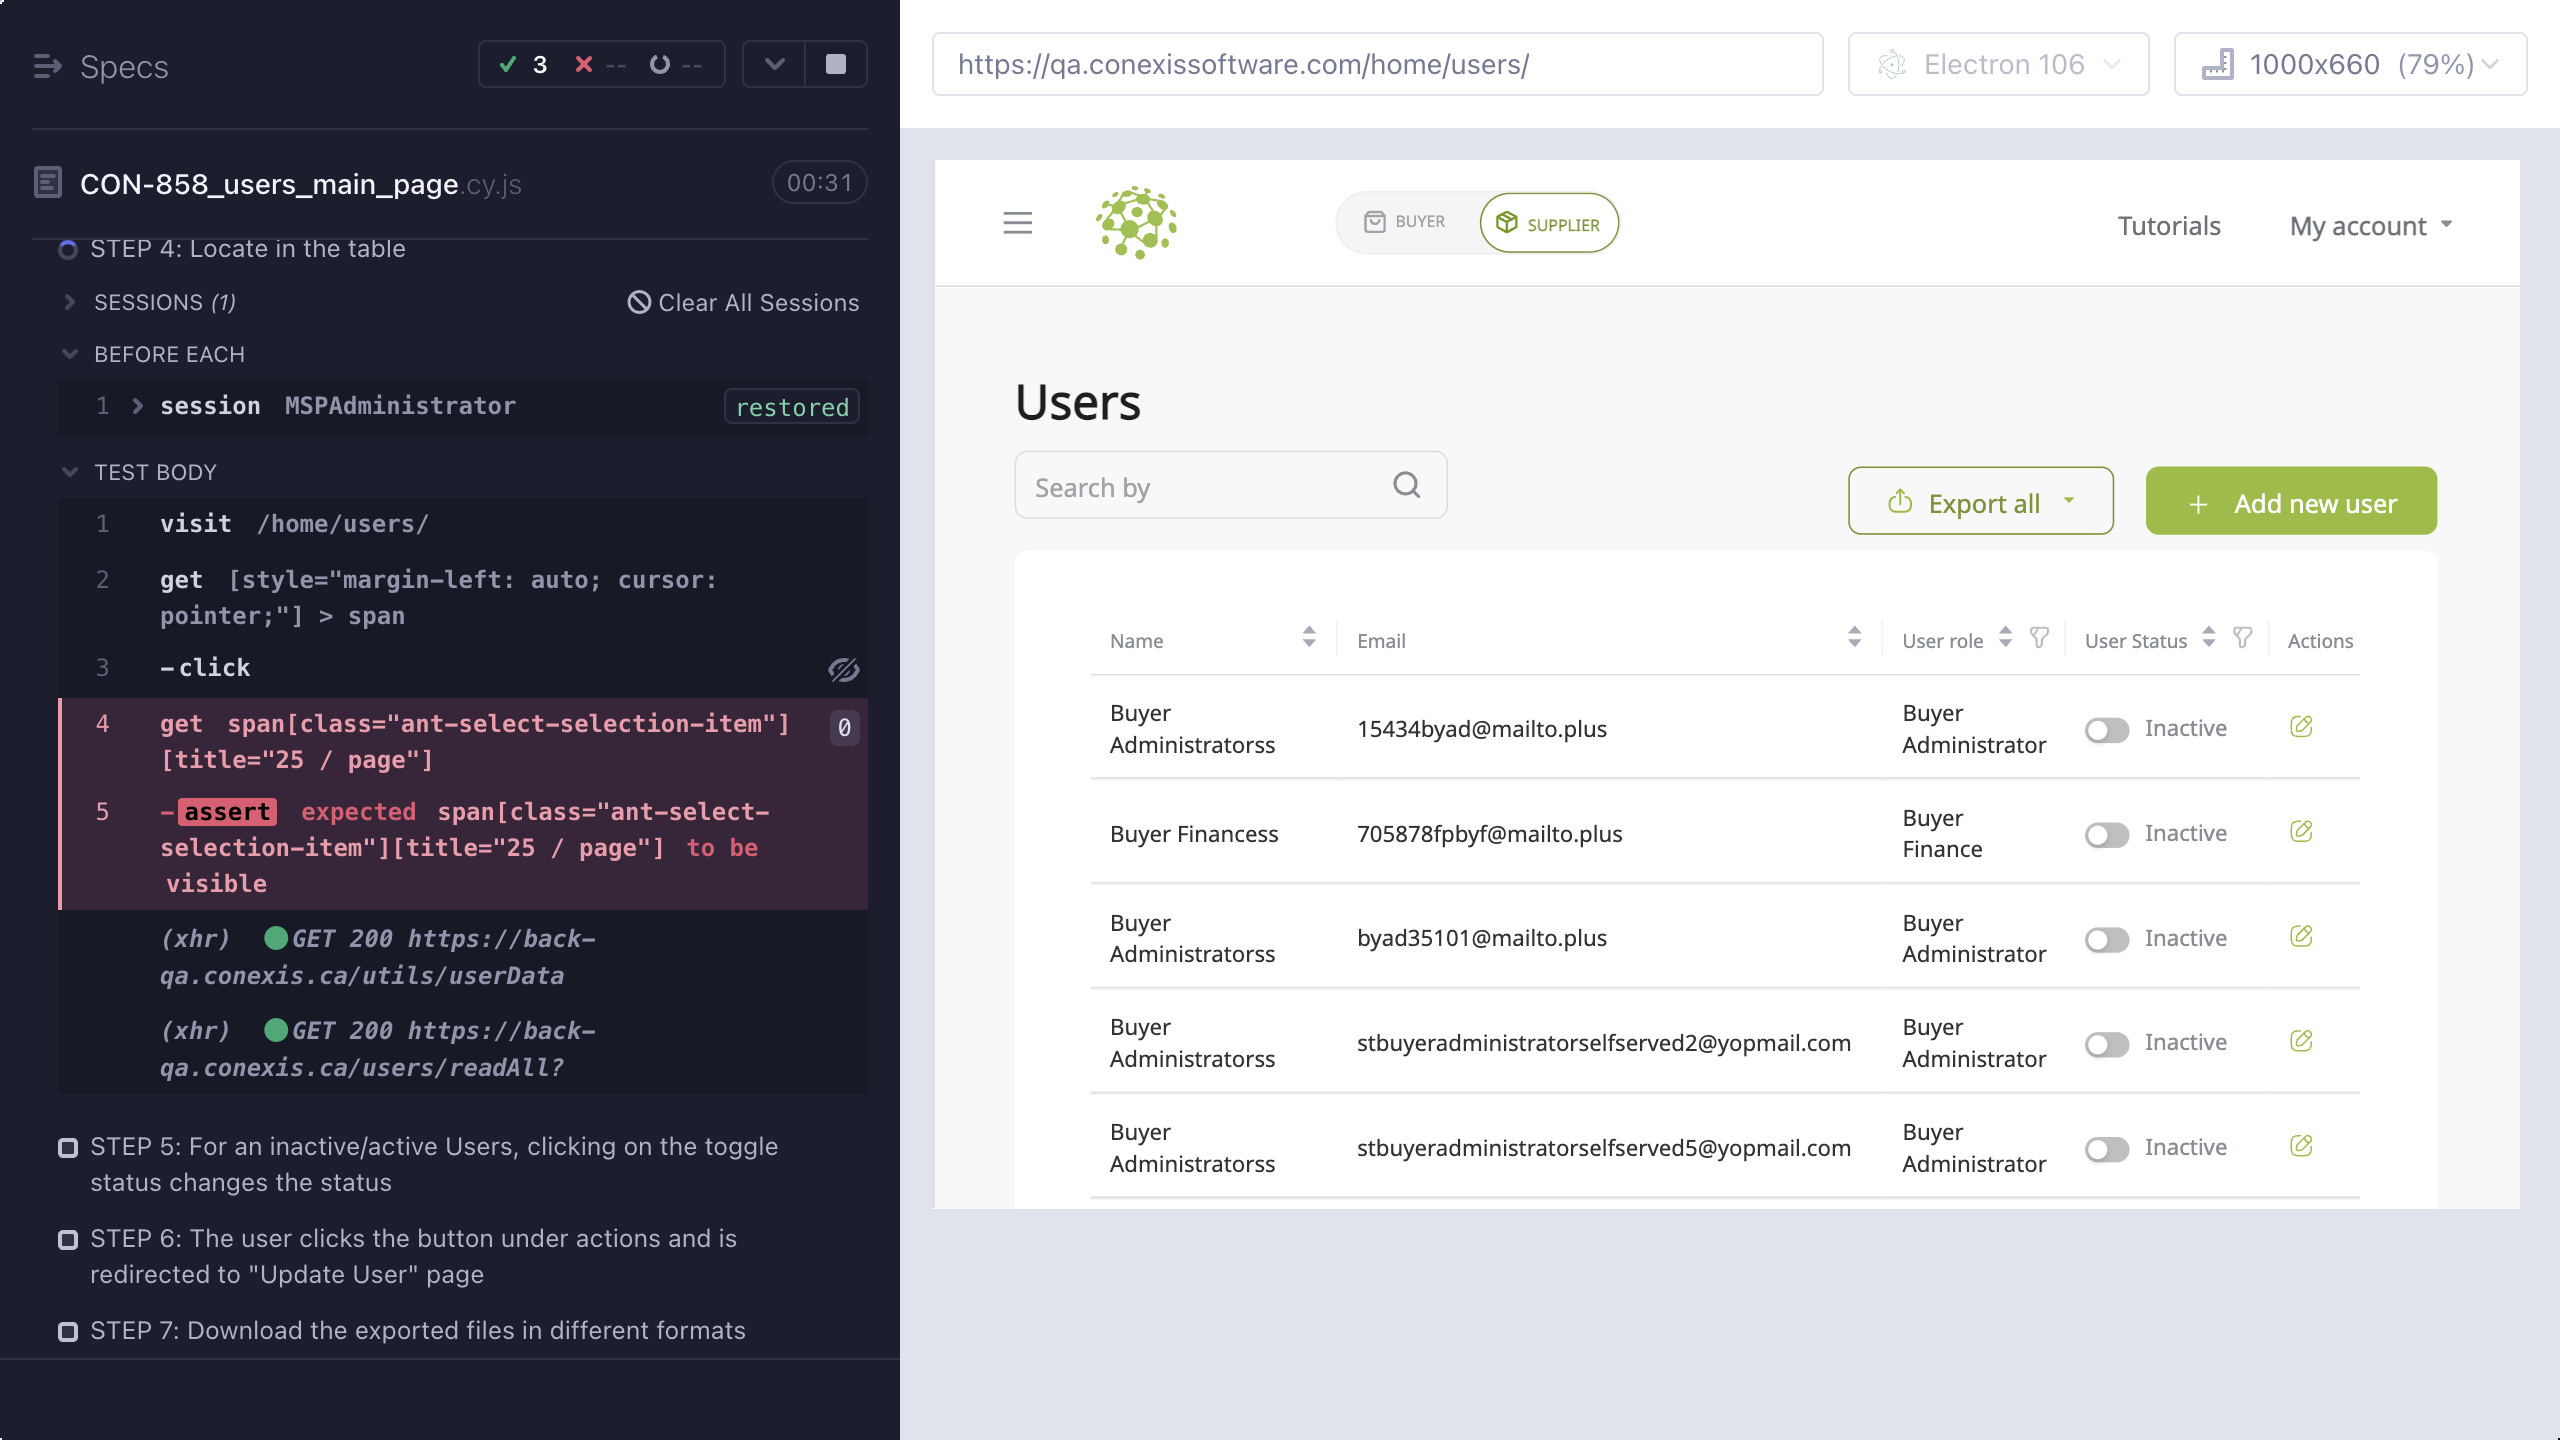 Specs
3
--
--
CON-858_users_main_page.cy.js
00:31
STEP 4: Locate in the table
SESSIONS (1)
Clear All Sessions
BEFORE EACH
1 session MSPAdministrator restored
TEST BODY
1 visit /home/users/
2 get [style="margin-left: auto; cursor:
pointer;"] > span
3 -click
4 get span[class="ant-select-selection-item"] 0
[title="25 / page"]
5 -assert expected span[class="ant-select-
selection-item"][title="25 / page"] to be
visible
(xhr) GET 200 https://back-
qa.conexis.ca/utils/userData
(xhr) GET 200 https://back-
qa.conexis.ca/users/readAll?
STEP 5: For an inactive/active Users, clicking on the toggle
status changes the status
STEP 6: The user clicks the button under actions and is
redirected to "Update User" page
STEP 7: Download the exported files in different formats
https://qa.conexissoftware.com/home/users/
Electron 106
1000x660 (79%)
BUYER
SUPPLIER
Tutorials
My account
Users
Search by
Export all
+ Add new user
Name Email User role User Status Actions
Buyer
Administratorss
15434byad@mailto.plus
Buyer
Administrator
Inactive
Buyer Financess
705878fpbyf@mailto.plus
Buyer
Finance
Inactive
Buyer
Administratorss
byad35101@mailto.plus
Buyer
Administrator
Inactive
Buyer
Administratorss
stbuyeradministratorselfserved2@yopmail.com
Buyer
Administrator
Inactive
Buyer
Administratorss
stbuyeradministratorselfserved5@yopmail.com
Buyer
Administrator
Inactive